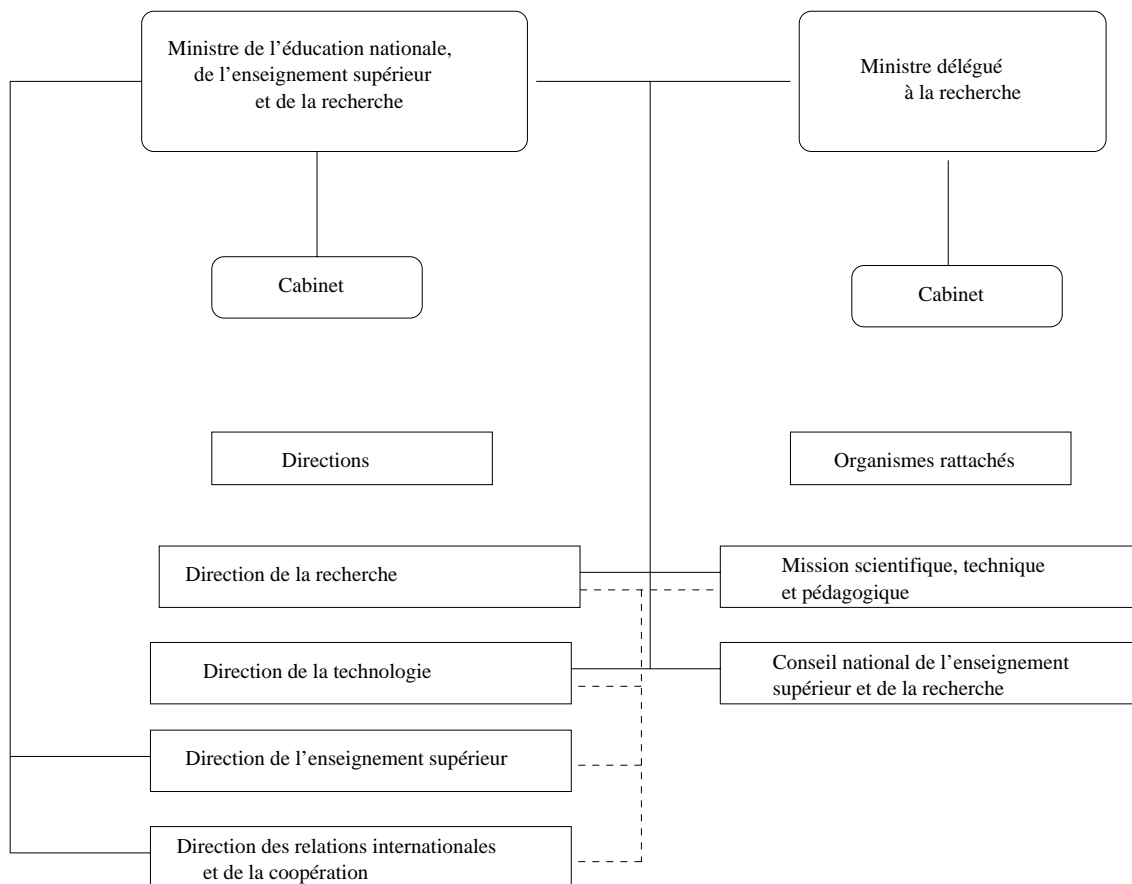 Ministre de l’éducation nationale,
de l’enseignement supérieur
et de la recherche
Ministre délégué
à la recherche
Cabinet
Cabinet
Directions
Organismes rattachés
Direction de la recherche
Mission scientifique, technique
et pédagogique
Direction de la technologie
Conseil national de l’enseignement
supérieur et de la recherche
Direction de l’enseignement supérieur
Direction des relations internationales
et de la coopération